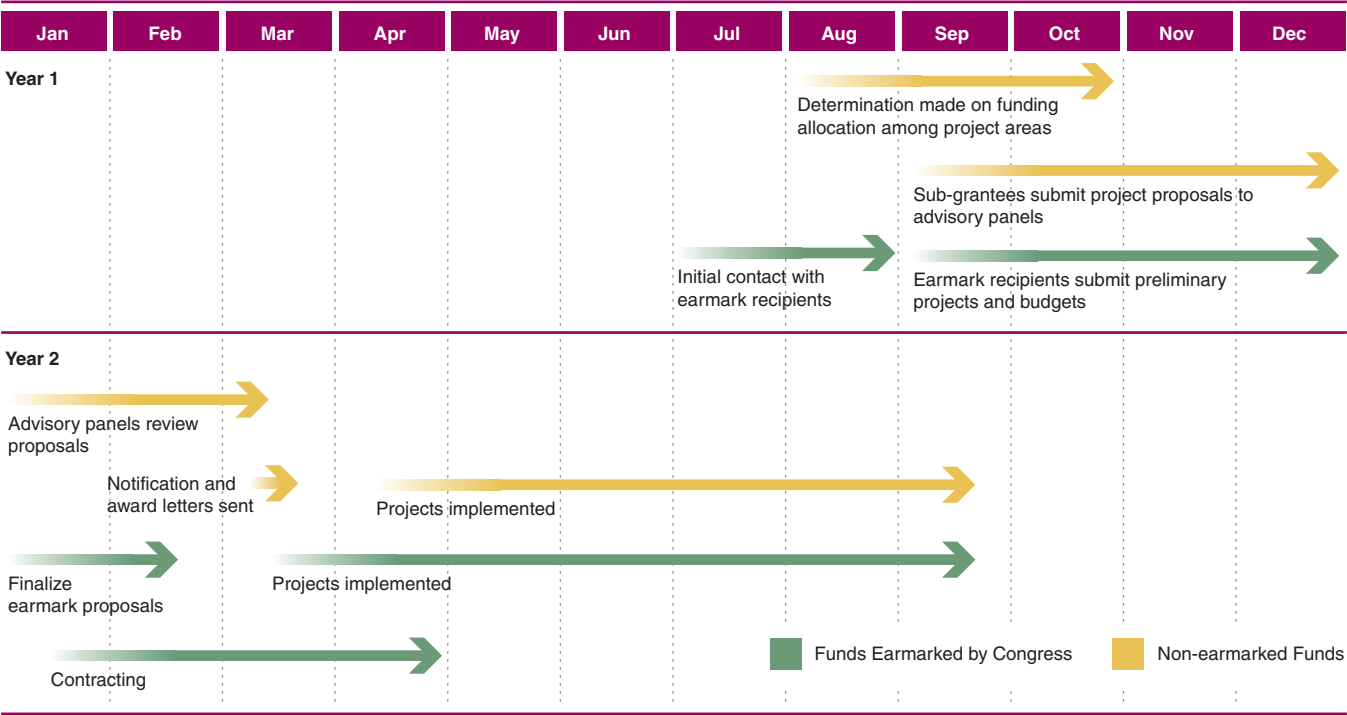 Jan
Feb
Mar
Apr
May
Jun
Jul
Aug
Sep
Oct
Nov
Dec
Year 1
Determination made on funding
allocation among project areas
Sub-grantees submit project proposals to
advisory panels
Initial contact with
earmark recipients
Earmark recipients submit preliminary
projects and budgets
Year 2
Advisory panels review
proposals
Notification and
award letters sent
Projects implemented
Finalize
earmark proposals
Projects implemented
Contracting
Funds Earmarked by Congress
Non-earmarked Funds